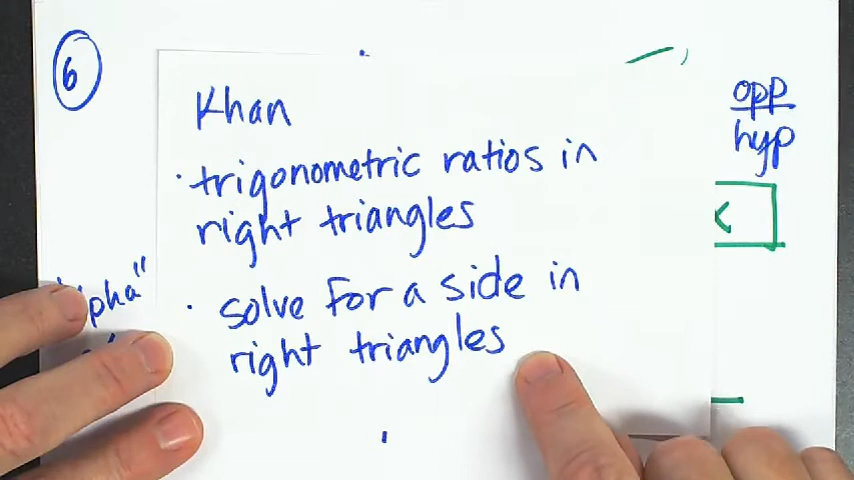 6
Khan
• trigonometric ratios in
right triangles
• solve for a side in
right triangles
opp
hyp